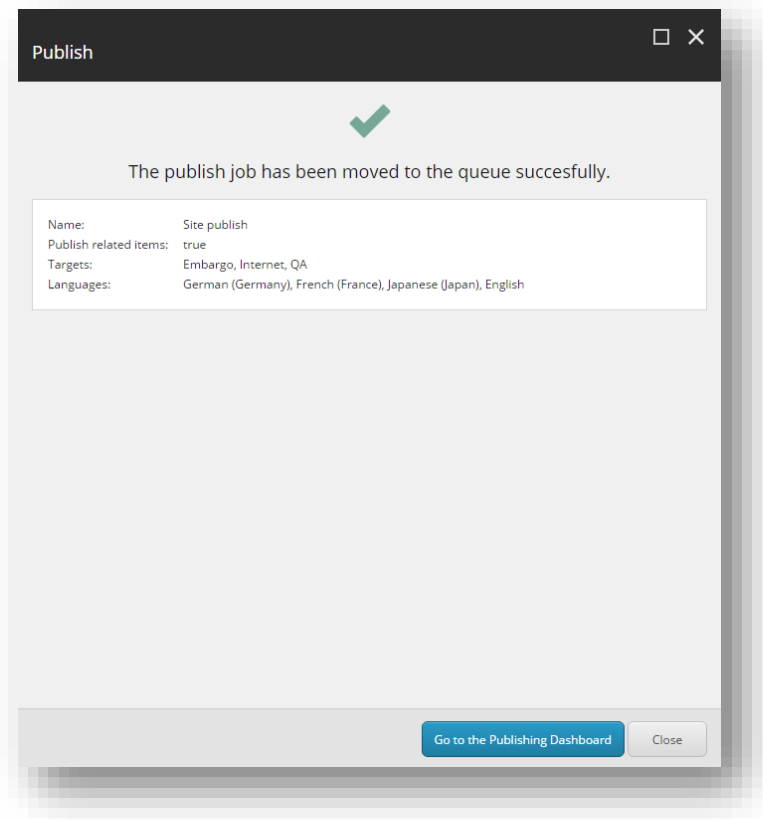 Publish
The publish job has been moved to the queue succesfully.
Name: Site publish
Publish related items: true
Targets: Embargo, Internet, QA
Languages: German (Germany), French (France), Japanese (Japan), English
Go to the Publishing Dashboard Close